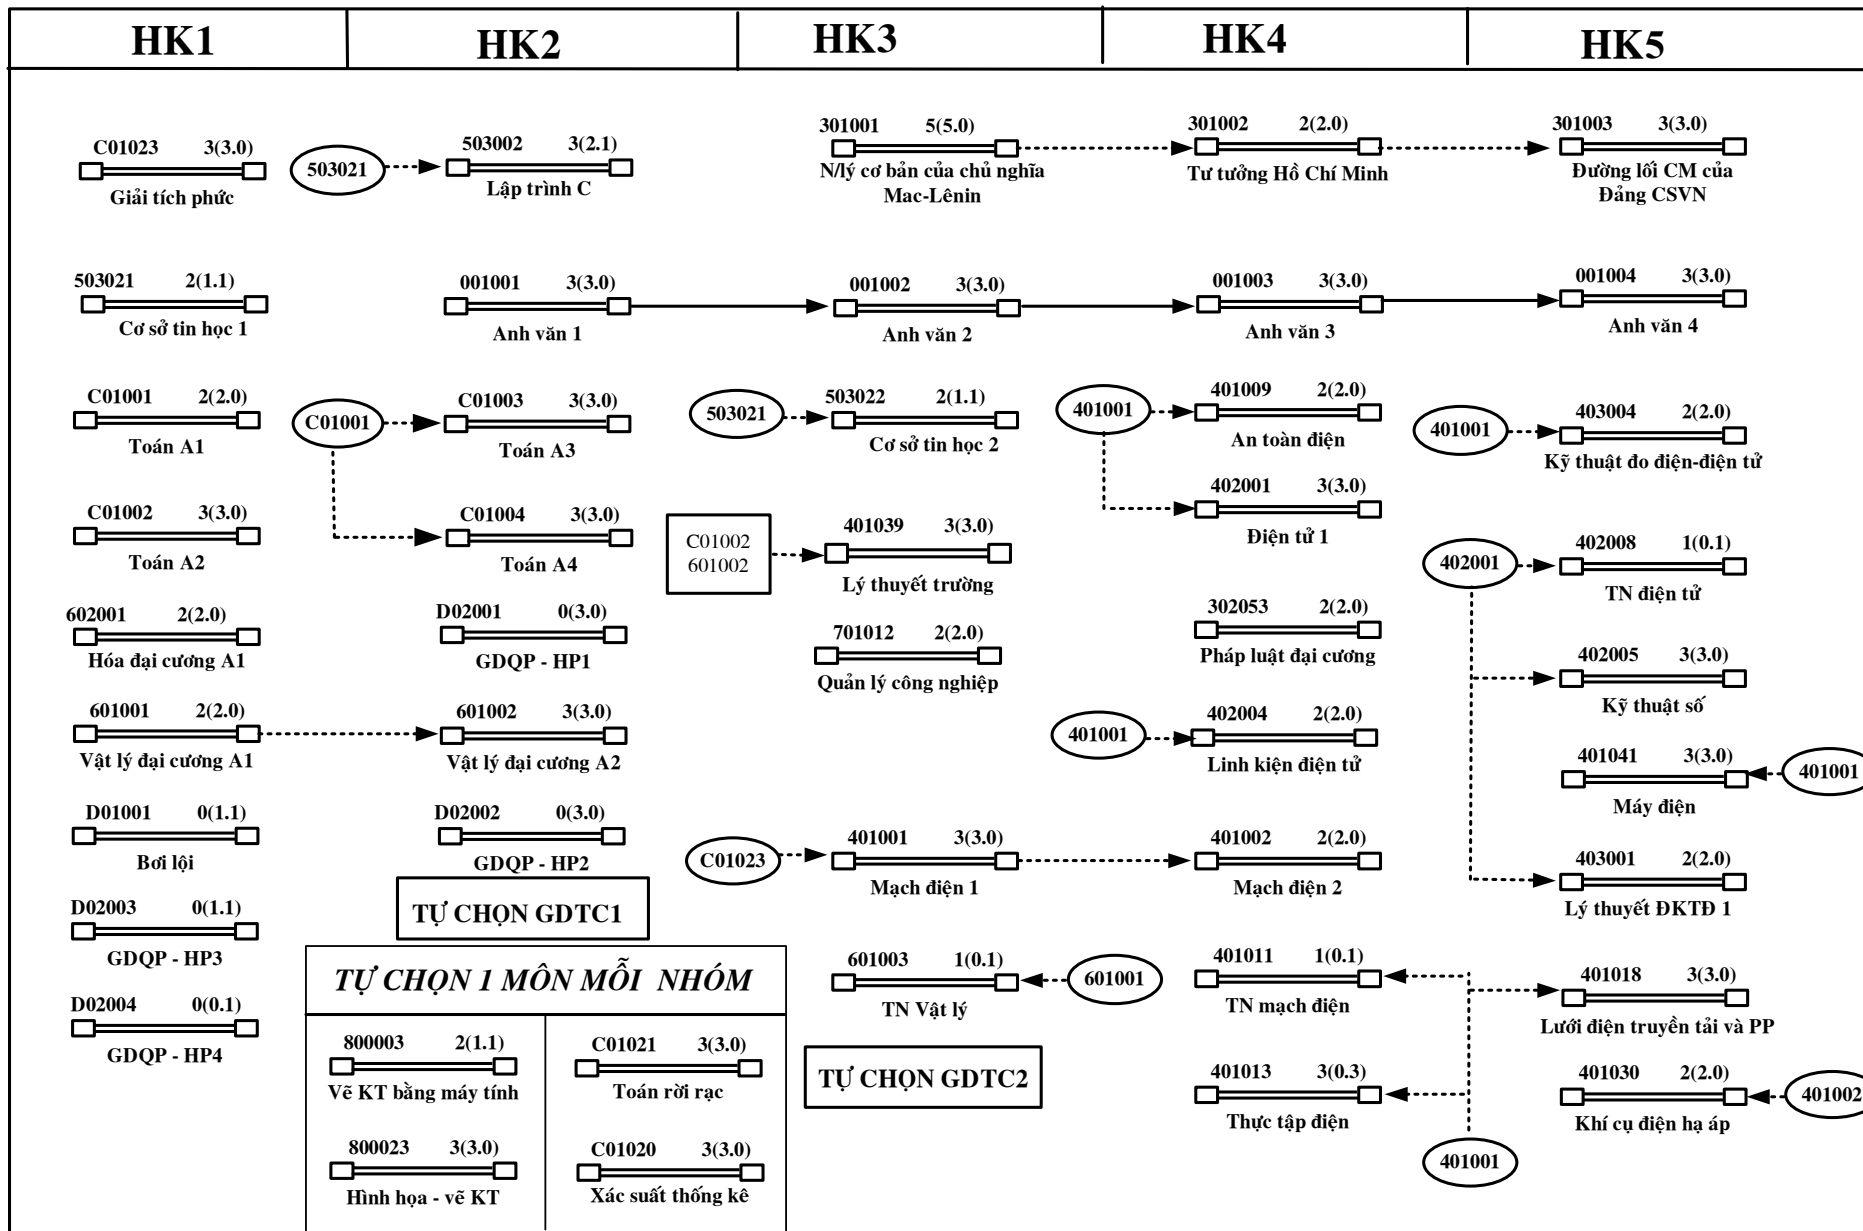 HK1
HK2
HK3
HK4
HK5
C01023 3(3.0)
Giải tích phức
503021 2(1.1)
Cơ sở tin học 1
C01001 2(2.0)
Toán A1
C01002 3(3.0)
Toán A2
602001 2(2.0)
Hóa đại cương A1
601001 2(2.0)
Vật lý đại cương A1
D01001 0(1.1)
Bơi lội
D02003 0(1.1)
GDQP - HP3
D02004 0(0.1)
GDQP - HP4
503021
503002 3(2.1)
Lập trình C
001001 3(3.0)
Anh văn 1
C01001
C01003 3(3.0)
Toán A3
C01004 3(3.0)
Toán A4
D02001 0(3.0)
GDQP - HP1
601002 3(3.0)
Vật lý đại cương A2
D02002 0(3.0)
GDQP - HP2
TỰ CHỌN GDTC1
TỰ CHỌN 1 MÔN MỖI NHÓM
800003 2(1.1)
Vẽ KT bằng máy tính
800023 3(3.0)
Hình họa - vẽ KT
C01021 3(3.0)
Toán rời rạc
C01020 3(3.0)
Xác suất thống kê
301001 5(5.0)
N/lý cơ bản của chủ nghĩa
Mac-Lênin
001002 3(3.0)
Anh văn 2
503021
503022 2(1.1)
Cơ sở tin học 2
C01002
601002
401039 3(3.0)
Lý thuyết trường
701012 2(2.0)
Quản lý công nghiệp
C01023
401001 3(3.0)
Mạch điện 1
601003 1(0.1)
TN Vật lý
601001
TỰ CHỌN GDTC2
301002 2(2.0)
Tư tưởng Hồ Chí Minh
001003 3(3.0)
Anh văn 3
401001
401009 2(2.0)
An toàn điện
402001 3(3.0)
Điện tử 1
302053 2(2.0)
Pháp luật đại cương
401001
402004 2(2.0)
Linh kiện điện tử
401002 2(2.0)
Mạch điện 2
401011 1(0.1)
TN mạch điện
401013 3(0.3)
Thực tập điện
401001
301003 3(3.0)
Đường lối CM của
Đảng CSVN
001004 3(3.0)
Anh văn 4
401001
403004 2(2.0)
Kỹ thuật đo điện-điện tử
402001
402008 1(0.1)
TN điện tử
402005 3(3.0)
Kỹ thuật số
401041 3(3.0)
Máy điện
401001
403001 2(2.0)
Lý thuyết ĐKTĐ 1
401018 3(3.0)
Lưới điện truyền tải và PP
401030 2(2.0)
Khí cụ điện hạ áp
401002